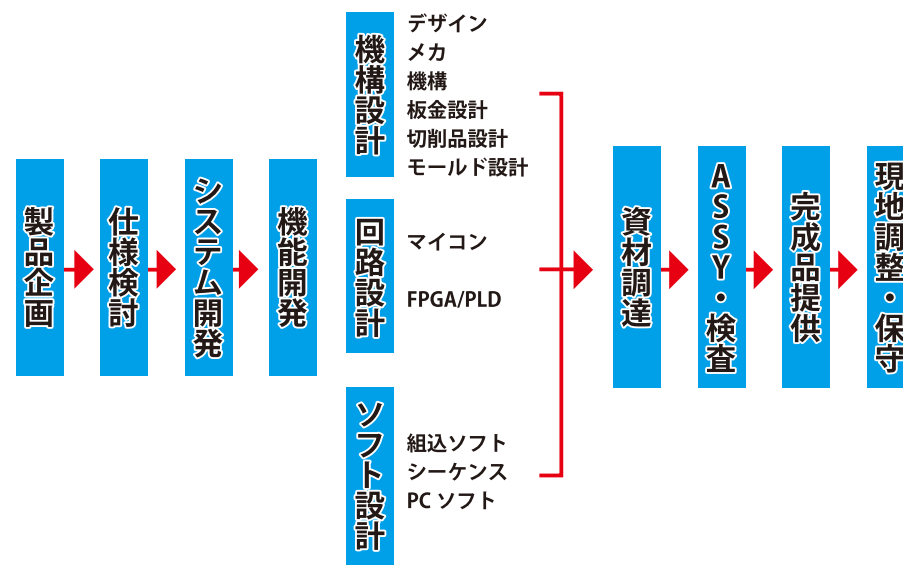 製品企画
仕様検討
システム開発
機能開発
機構設計
デザイン
メカ
機構
板金設計
切削品設計
モールド設計
回路設計
マイコン
FPGA/PLD
ソフト設計
組込ソフト
シーケンス
PCソフト
資材調達
ASSY・検査
完成品提供
現地調整・保守